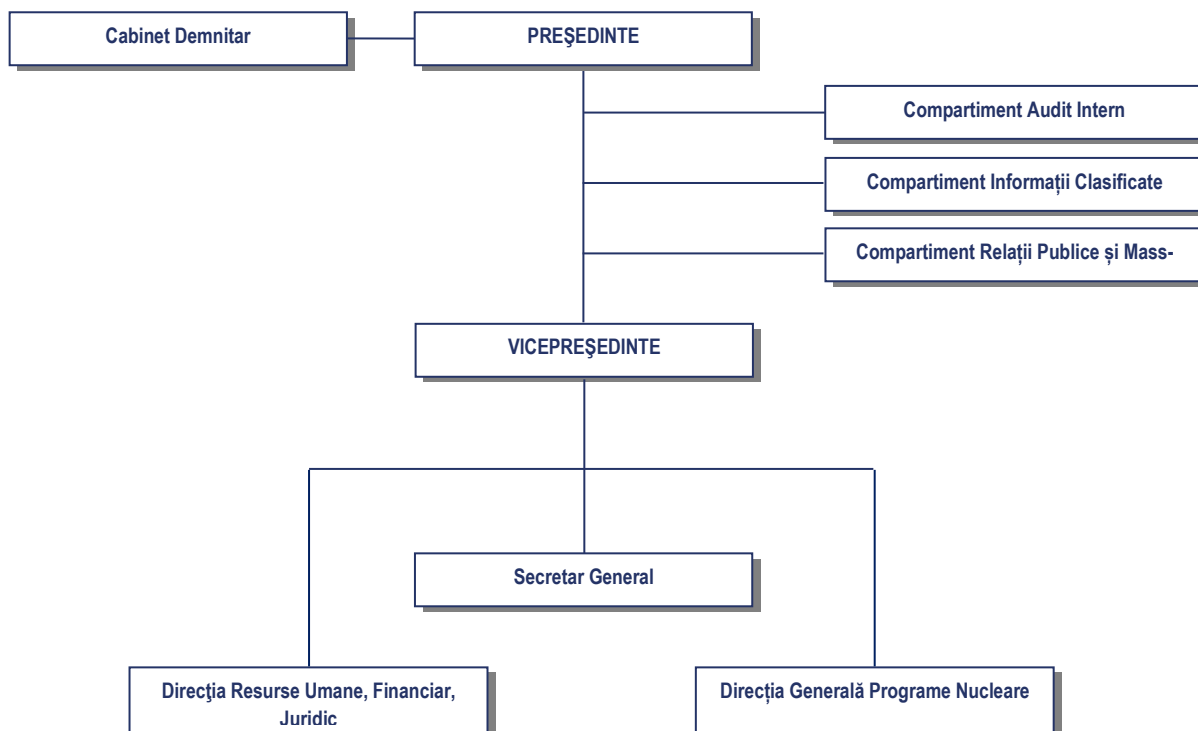 Cabinet Demnitar
PREŞEDINTE
Compartiment Audit Intern
Compartiment Informații Clasificate
Compartiment Relații Publice și Mass-
VICEPREŞEDINTE
Secretar General
Direcţia Resurse Umane, Financiar,
Juridic
Direcția Generală Programe Nucleare